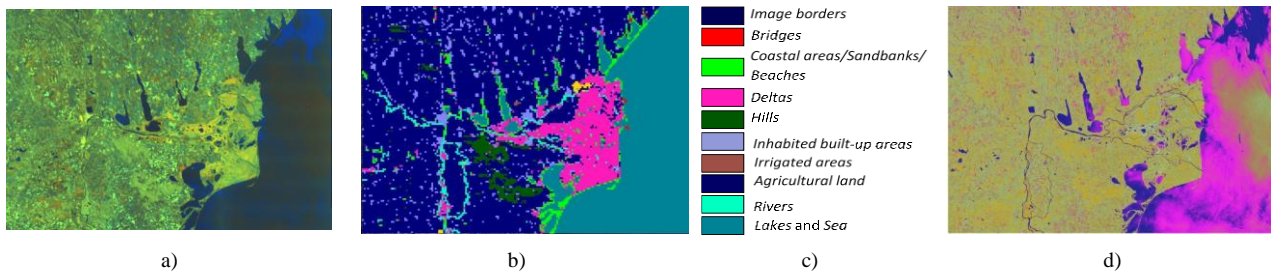 Image borders
Bridges
Coastal areas/Sandbanks/
Beaches
Deltas
Hills
Inhabited built-up areas
Irrigated areas
Agricultural land
Rivers
Lakes and Sea
a)
b)
c)
d)